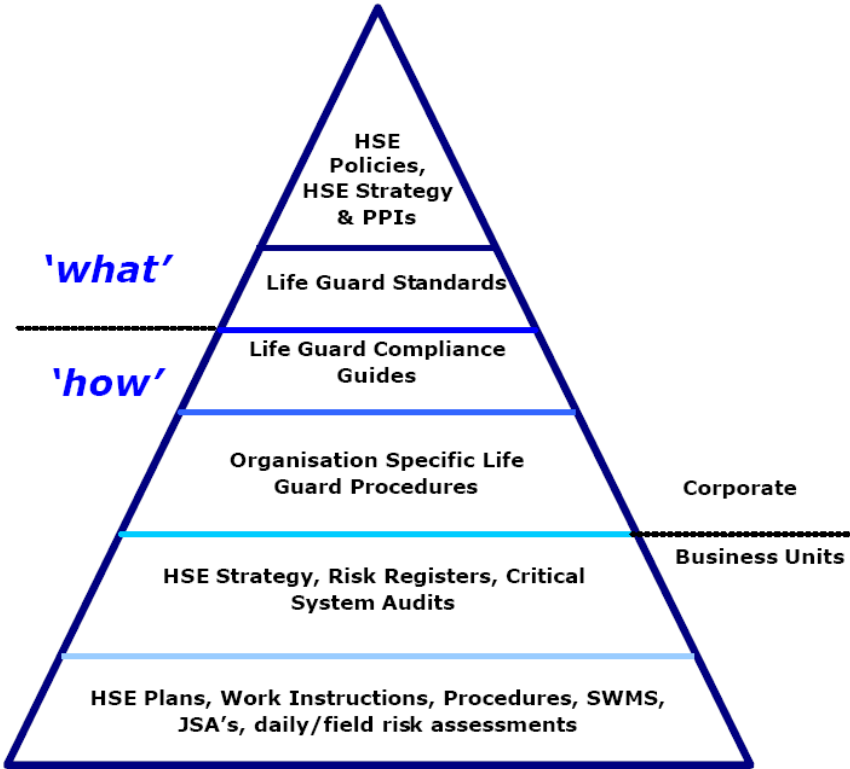 HSE
Policies,
HSE Strategy
& PPIs
‘what’
Life Guard Standards
‘how’
Life Guard Compliance
Guides
Organisation Specific Life
Guard Procedures
Corporate
Business Units
HSE Strategy, Risk Registers, Critical
System Audits
HSE Plans, Work Instructions, Procedures, SWMS,
JSA’s, daily/field risk assessments